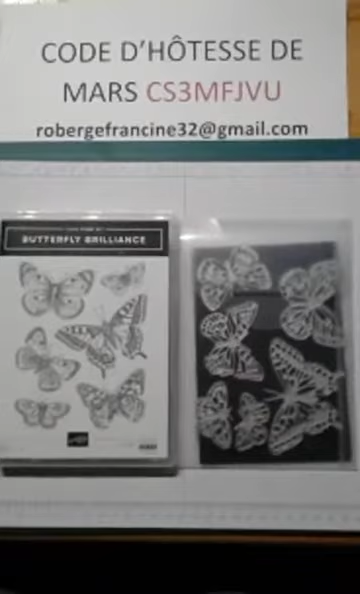 CODE D'HÔTESSE DE
MARS CS3MFJVU
robergefrancine32@gmail.com
BUTTERFLY BRILLIANCE